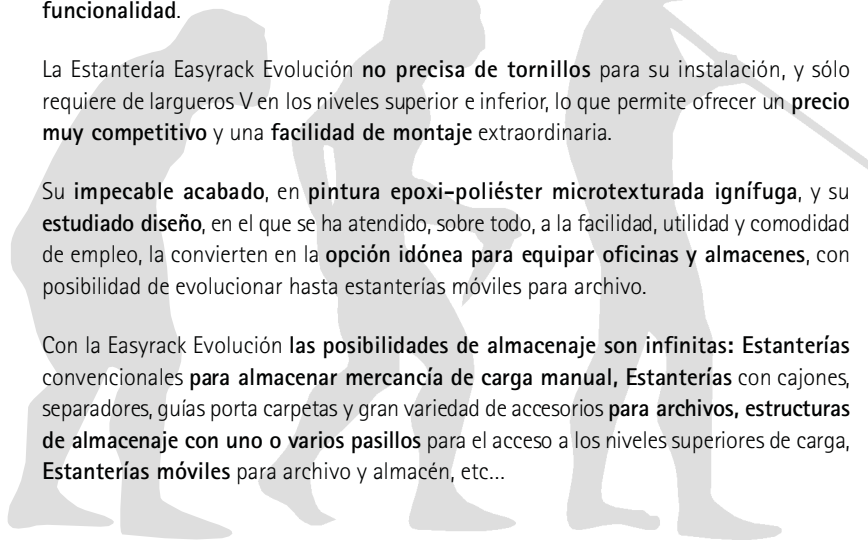 funcionalidad.
La Estantería Easyrack Evolución no precisa de tornillos para su instalación, y sólo
requiere de largueros V en los niveles superior e inferior, lo que permite ofrecer un precio
muy competitivo y una facilidad de montaje extraordinaria.
Su impecable acabado, en pintura epoxi-poliéster microtexturada ignífuga, y su
estudiado diseño, en el que se ha atendido, sobre todo, a la facilidad, utilidad y comodidad
de empleo, la convierten en la opción idónea para equipar oficinas y almacenes, con
posibilidad de evolucionar hasta estanterías móviles para archivo.
Con la Easyrack Evolución las posibilidades de almacenaje son infinitas: Estanterías
convencionales para almacenar mercancía de carga manual, Estanterías con cajones,
separadores, guías porta carpetas y gran variedad de accesorios para archivos, estructuras
de almacenaje con uno o varios pasillos para el acceso a los niveles superiores de carga,
Estanterías móviles para archivo y almacén, etc...